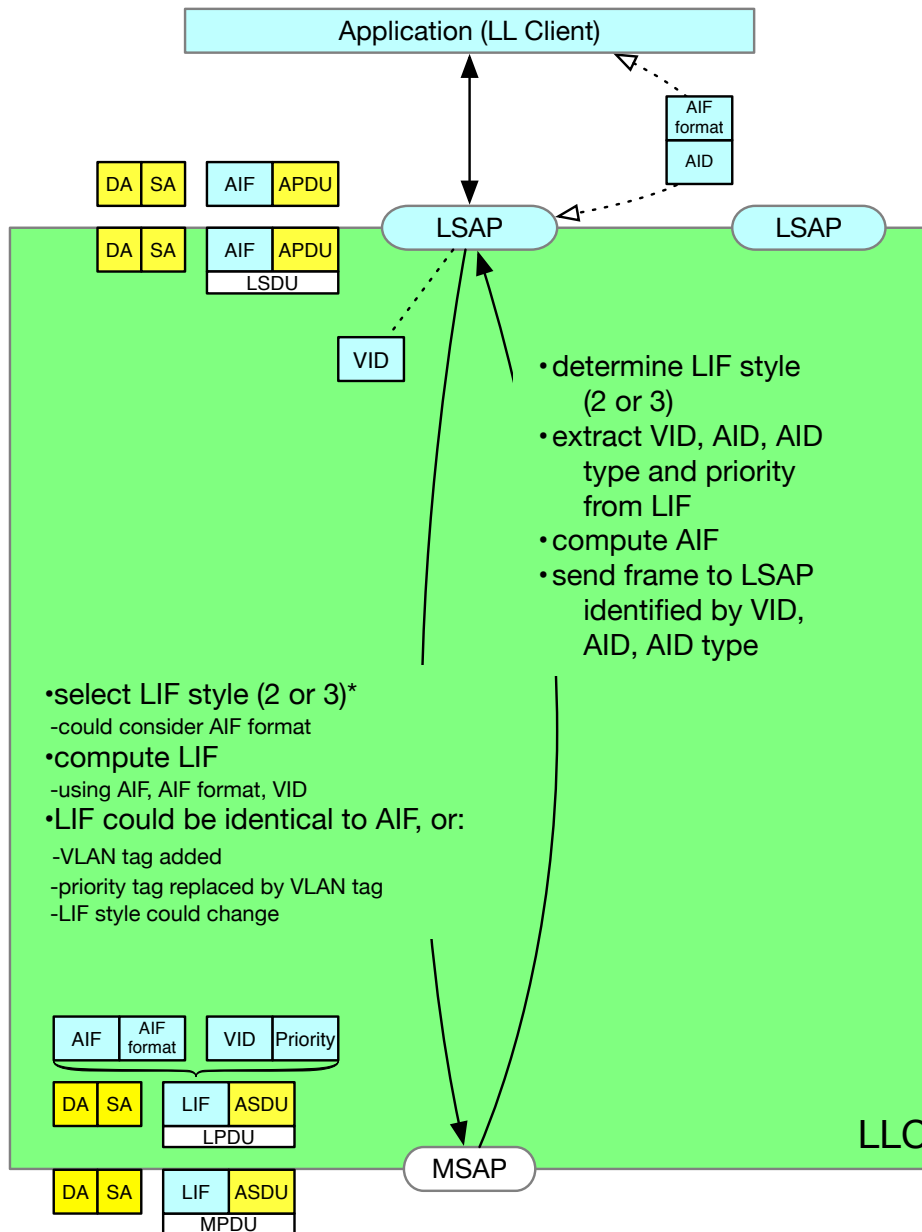 Application (LL Client)
AIF
format
AID
DA SA AIF APDU
LSAP
LSAP
DA SA AIF APDU
LSDU
VID
•determine LIF style
(2 or 3)
•extract VID, AID, AID
type and priority
from LIF
•compute AIF
•send frame to LSAP
identified by VID,
AID, AID type
•select LIF style (2 or 3)*
-could consider AIF format
•compute LIF
-using AIF, AIF format, VID
•LIF could be identical to AIF, or:
-VLAN tag added
-priority tag replaced by VLAN tag
-LIF style could change
AIF AIF
format
VID Priority
DA SA LIF ASDU
LPDU
LLC
MSAP
DA SA LIF ASDU
MPDU